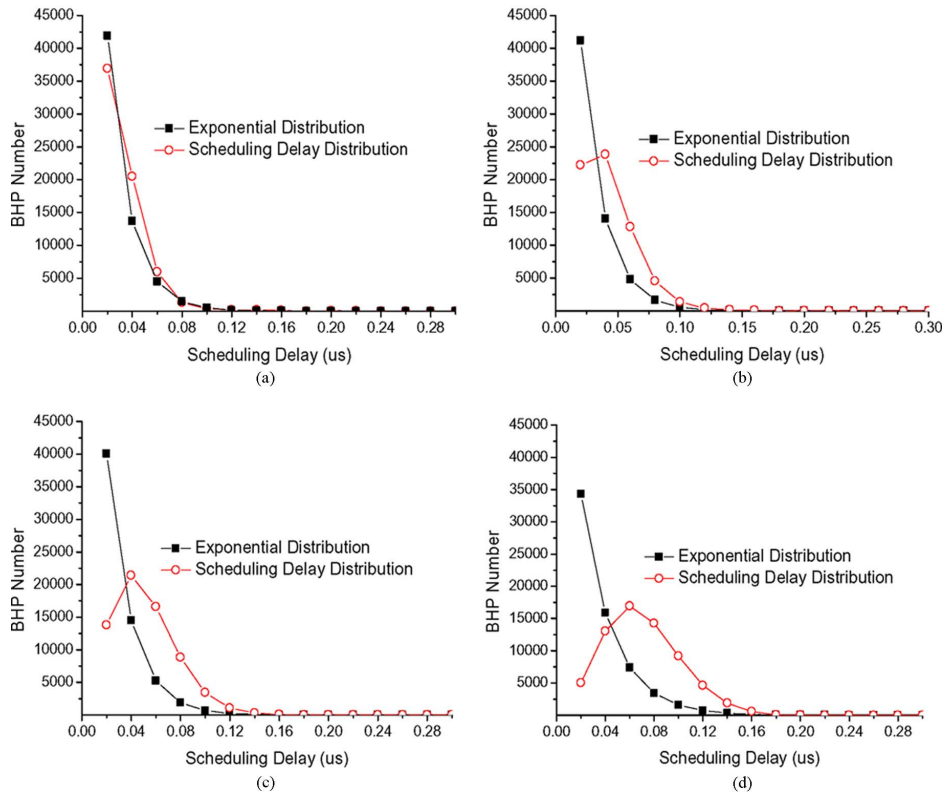 45000
40000
35000
30000
25000
20000
15000
10000
5000
BHP Number
Exponential Distribution
Scheduling Delay Distribution
0.00 0.04 0.08 0.12 0.16 0.20 0.24 0.28
Scheduling Delay (us)
(a)
45000
40000
35000
30000
25000
20000
15000
10000
5000
BHP Number
Exponential Distribution
Scheduling Delay Distribution
0.00 0.05 0.10 0.15 0.20 0.25 0.30
Scheduling Delay (us)
(b)
45000
40000
35000
30000
25000
20000
15000
10000
5000
BHP Number
Exponential Distribution
Scheduling Delay Distribution
0.00 0.04 0.08 0.12 0.16 0.20 0.24 0.28
Scheduling Delay (us)
(c)
45000
40000
35000
30000
25000
20000
15000
10000
5000
BHP Number
Exponential Distribution
Scheduling Delay Distribution
0.00 0.04 0.08 0.12 0.16 0.20 0.24 0.28
Scheduling Delay (us)
(d)